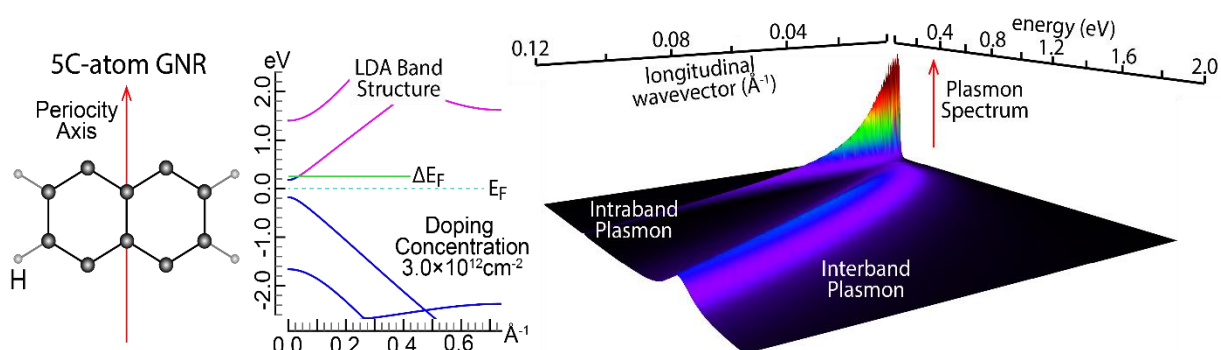 5C-atom GNR
Periocity
Axis
H
eV
2.0
1.0
0.0
-1.0
-2.0
LDA Band
Structure
ΔEF
EF
Doping
Concentration
3.0×10¹²cm⁻²
0.0 0.2 0.4 0.6 Å⁻¹
0.12 0.08 0.04
longitudinal
wavevector (Å⁻¹)
energy (eV)
0.4 0.8 1.2 1.6 2.0
Plasmon
Spectrum
Intraband
Plasmon
Interband
Plasmon